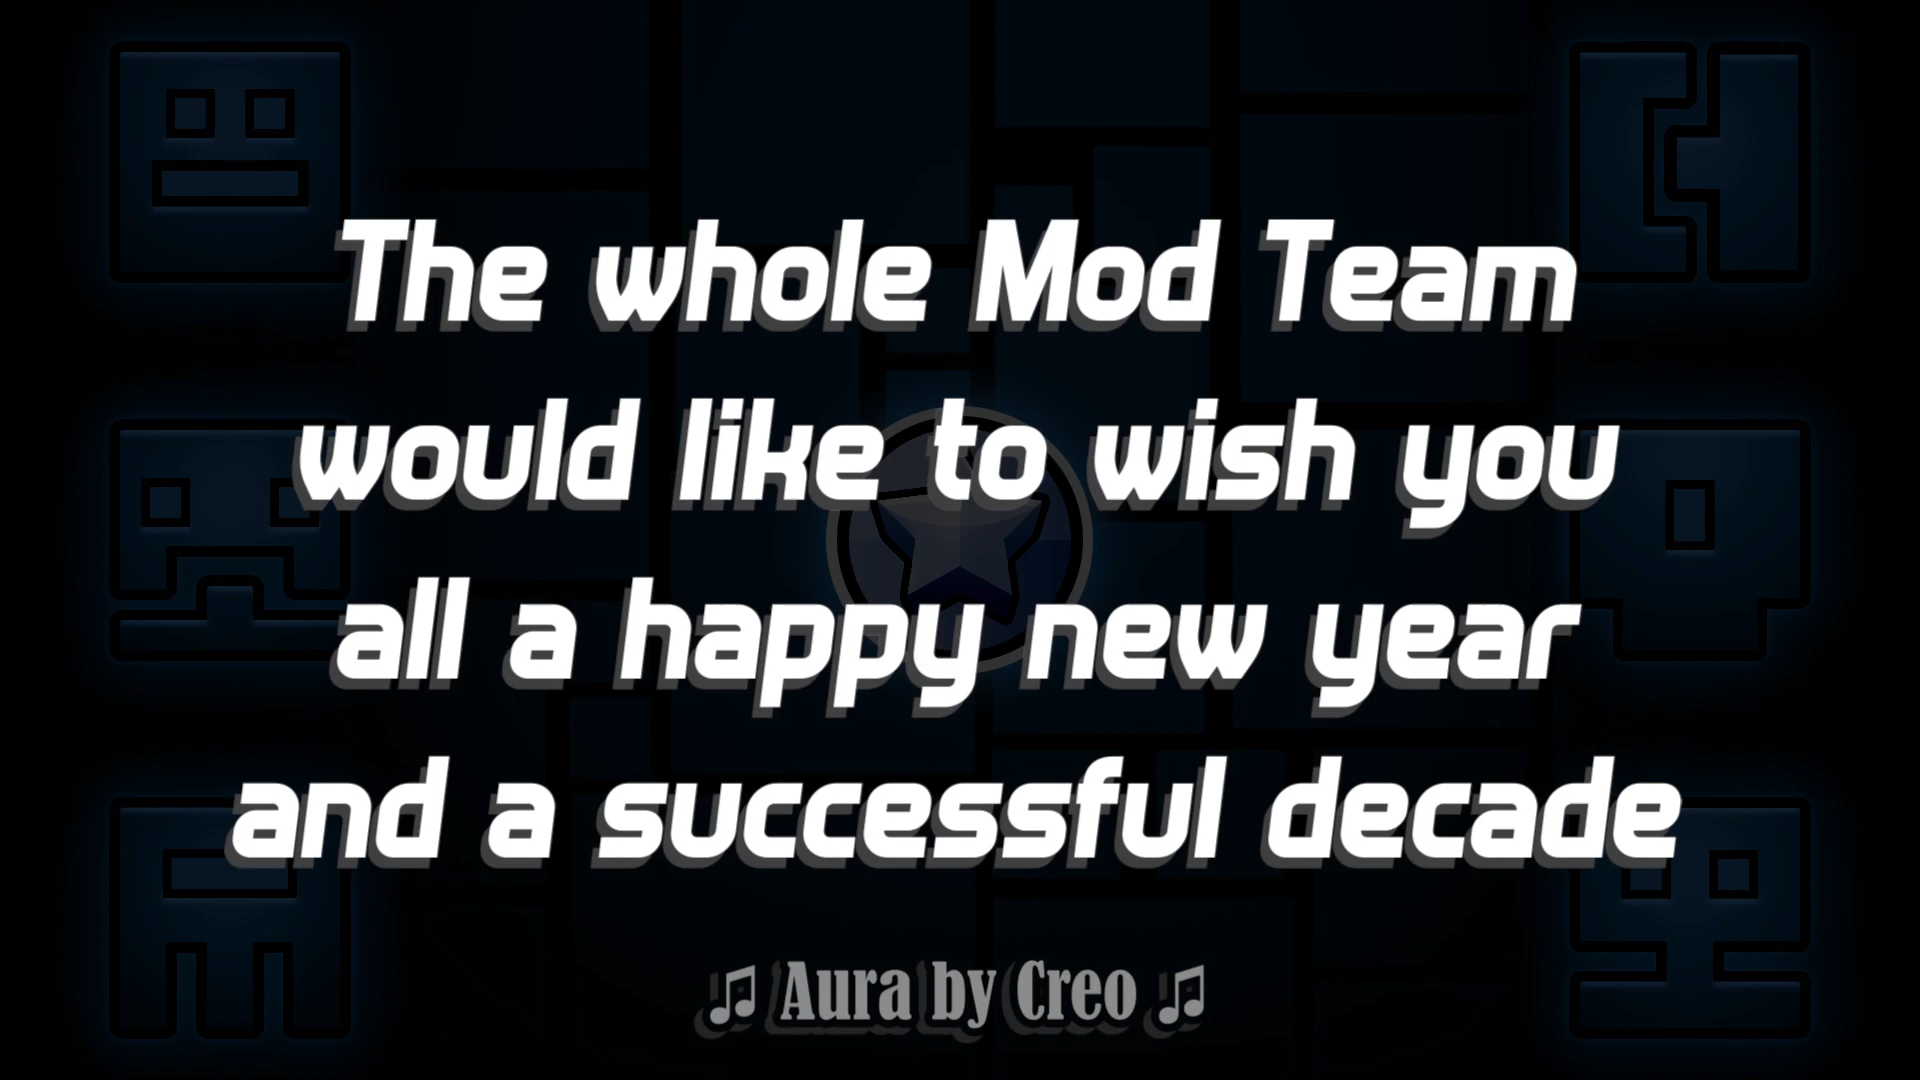 The whole Mod Team
would like to wish you
all a happy new year
and a successful decade
♫ Aura by Creo ♫